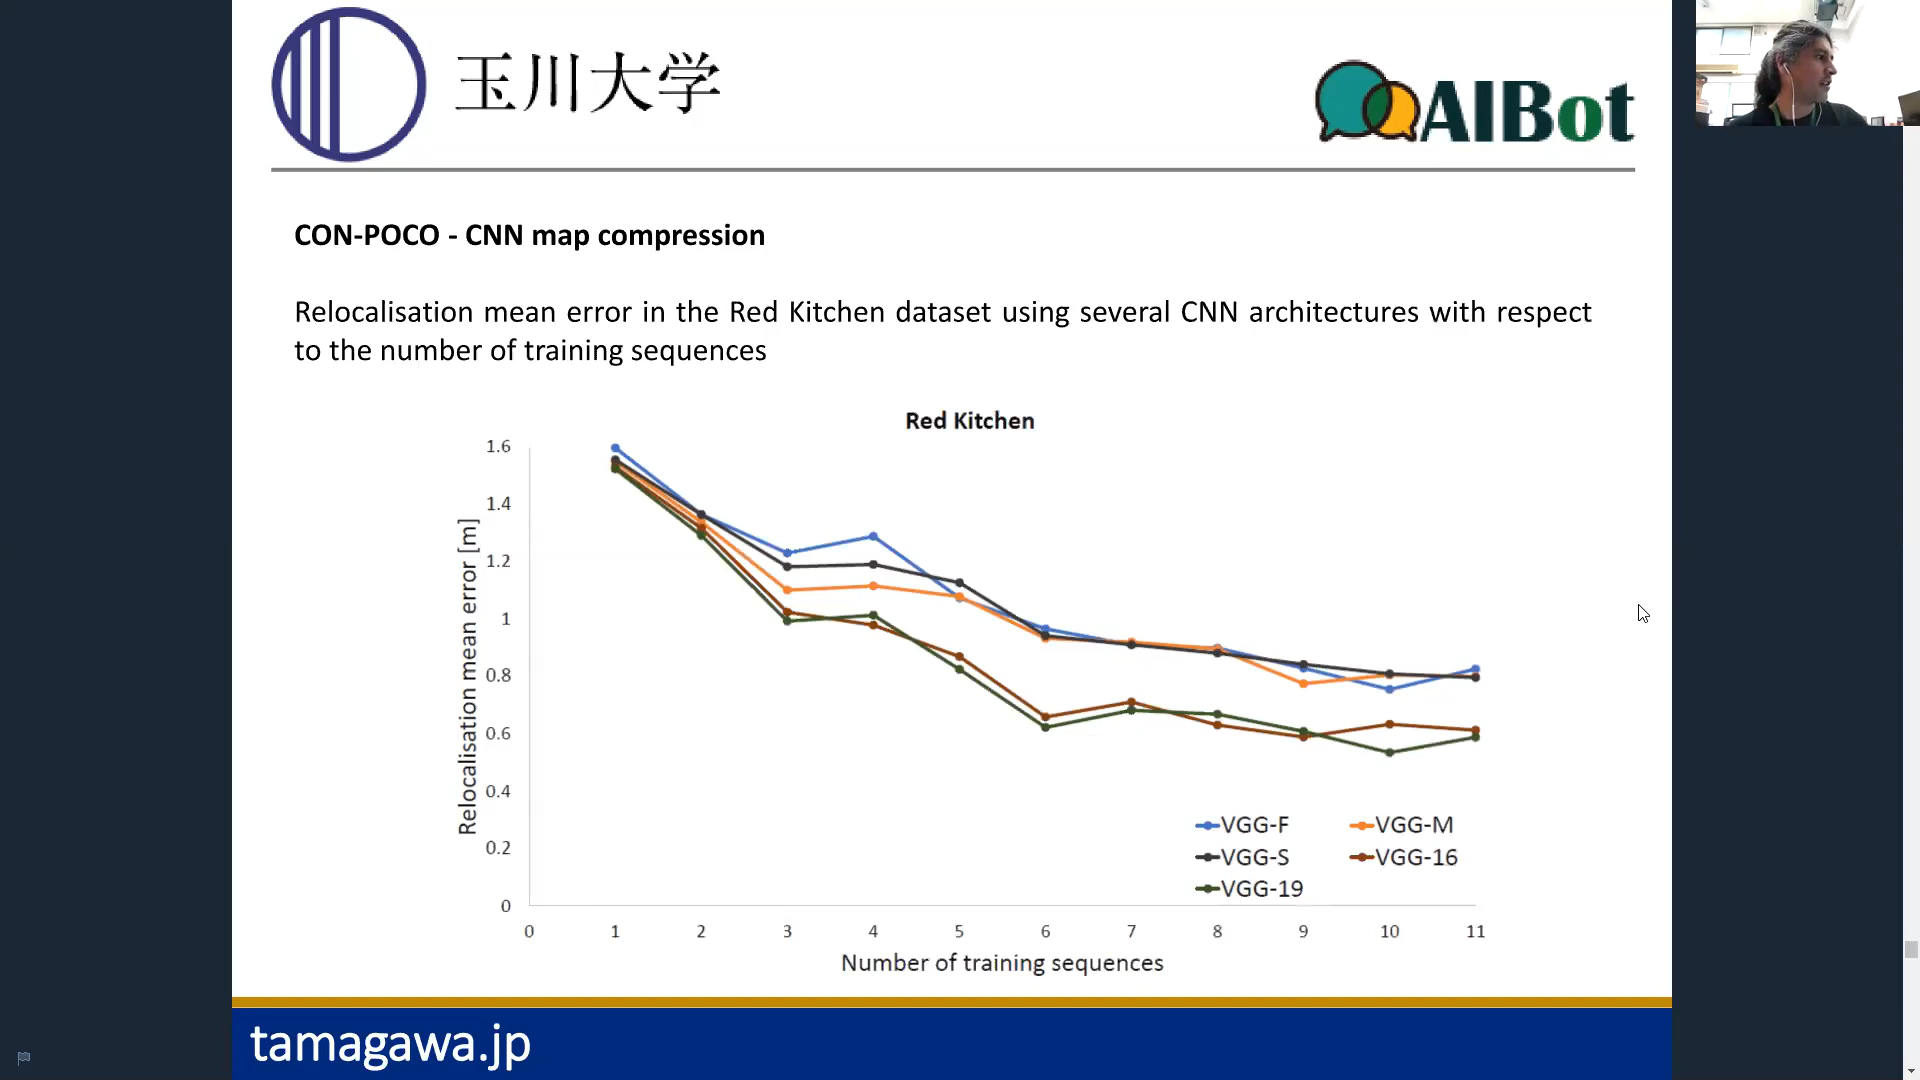 玉川大学
AIBot
CON-POCO - CNN map compression
Relocalisation mean error in the Red Kitchen dataset using several CNN architectures with respect
to the number of training sequences
Red Kitchen
Relocalisation mean error [m]
1.6
1.4
1.2
1
0.8
0.6
0.4
0.2
0
VGG-F VGG-M
VGG-S VGG-16
VGG-19
0 1 2 3 4 5 6 7 8 9 10 11
Number of training sequences
tamagawa.jp